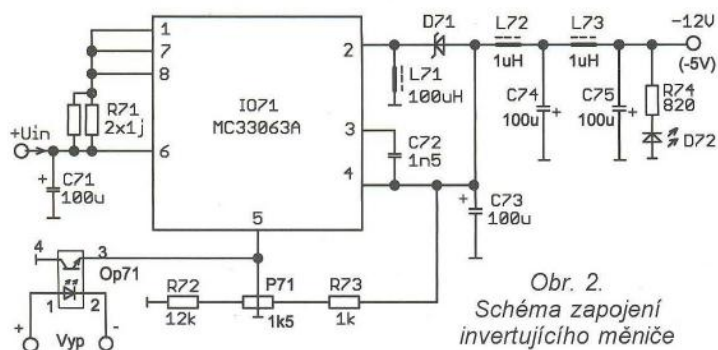 1
7
8
R71
2x1j
+Uin
6
+
C71
100u
IO71
MC33063A
2
3
4
5
D71
L71
100uH
C72
1n5
L72
1uH
L73
1uH
C74
100u
+
C75
100u
+
-12V
(-5V)
R74
820
D72
+
C73
100u
4
3
Op71
1
2
+
Vyp
-
R72
12k
P71
1k5
R73
1k
Obr. 2.
Schéma zapojení
invertujícího měniče